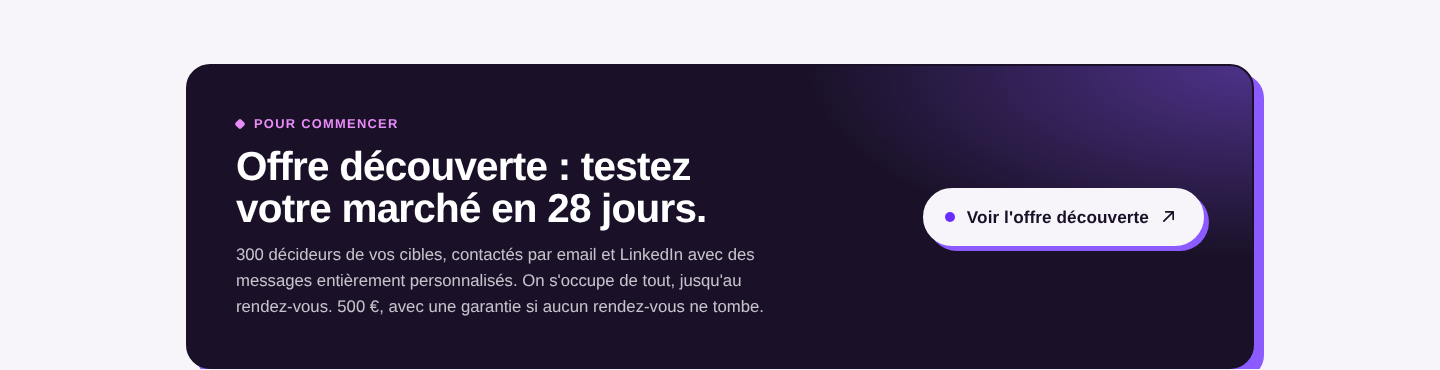 POUR COMMENCER
Offre découverte : testez
votre marché en 28 jours.
300 décideurs de vos cibles, contactés par email et LinkedIn avec des
messages entièrement personnalisés. On s'occupe de tout, jusqu'au
rendez-vous. 500 €, avec une garantie si aucun rendez-vous ne tombe.
Voir l'offre découverte